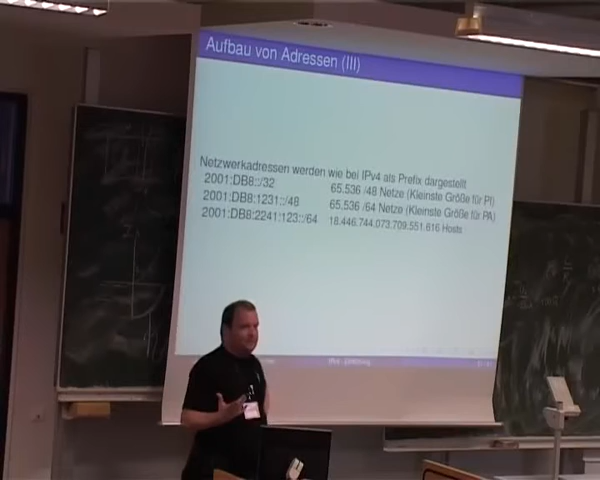 Aufbau von Adressen (III)
Netzwerkadressen werden wie bei IPv4 als Prefix dargestellt
2001:DB8::/32 65.536 /48 Netze (Kleinste Größe für PI)
2001:DB8:1231::/48 65.536 /64 Netze (Kleinste Größe für PA)
2001:DB8:2241:123::/64 18.446.744.073.709.551.616 Hosts